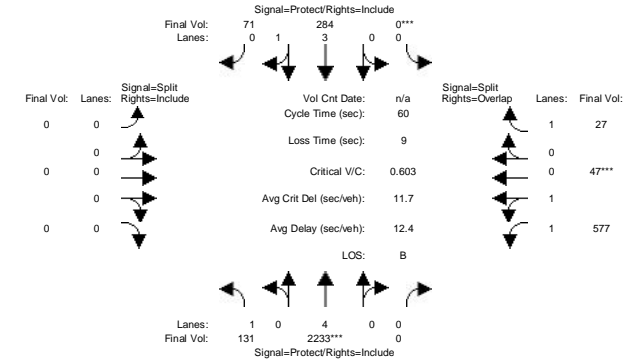 Signal=Protect/Rights=Include
Final Vol: 71 284 0***
Lanes: 0 1 3 0 0
Signal=Split
Final Vol: Lanes: Rights=Include
Vol Cnt Date: n/a
Signal=Split
Rights=Overlap Lanes: Final Vol:
Cycle Time (sec): 60
0 0
1 27
Loss Time (sec): 9
0
0
0 0
Critical V/C: 0.603
0 47***
0
Avg Crit Del (sec/veh): 11.7
1
0 0
Avg Delay (sec/veh): 12.4
1 577
LOS: B
Lanes: 1 0 4 0 0
Final Vol: 131 2233*** 0
Signal=Protect/Rights=Include